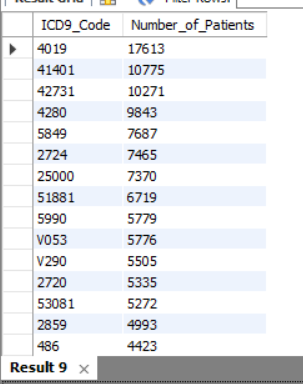 Result Grid Filter Rows:
ICD9_Code Number_of_Patients
4019 17613
41401 10775
42731 10271
4280 9843
5849 7687
2724 7465
25000 7370
51881 6719
5990 5779
V053 5776
V290 5505
2720 5335
53081 5272
2859 4993
486 4423
Result 9 ×